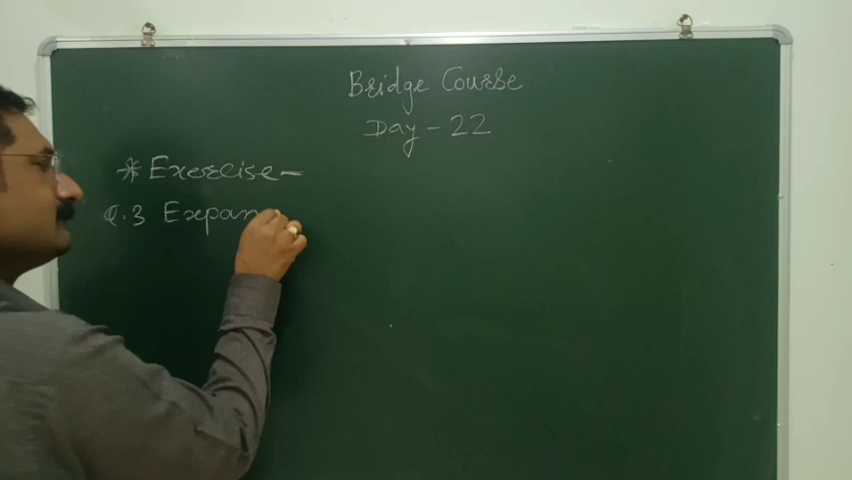 Bridge Course
Day - 22
* Exercise -
Q.3 Expan